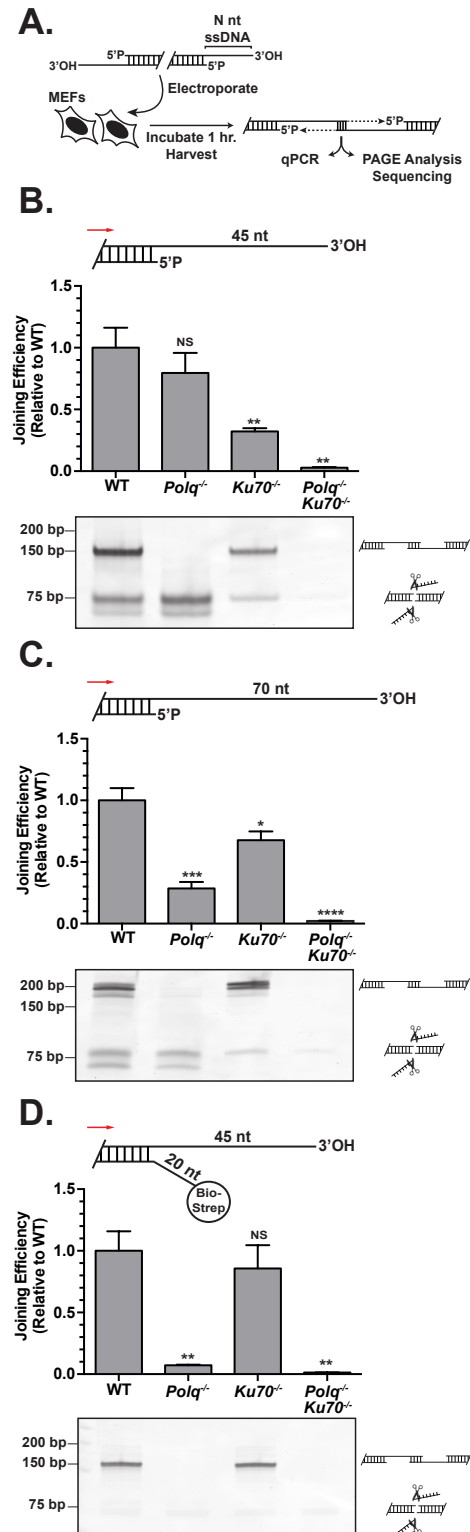 A.
N nt
ssDNA
5'P
3'OH
3'OH
5'P
Electroporate
MEFs
Incubate 1 hr.
Harvest
5'P
5'P
qPCR
PAGE Analysis
Sequencing
B.
45 nt
3'OH
5'P
Joining Efficiency
(Relative to WT)
1.5
1.0
0.5
0.0
NS
**
**
WT
Polq-/-
Ku70-/-
Polq-/-
Ku70-/-
200 bp
150 bp
75 bp
C.
70 nt
3'OH
5'P
Joining Efficiency
(Relative to WT)
1.5
1.0
0.5
0.0
***
*
****
WT
Polq-/-
Ku70-/-
Polq-/-
Ku70-/-
200 bp
150 bp
75 bp
D.
45 nt
3'OH
20 nt
Bio-
Strep
Joining Efficiency
(Relative to WT)
1.5
1.0
0.5
0.0
**
NS
**
WT
Polq-/-
Ku70-/-
Polq-/-
Ku70-/-
200 bp
150 bp
75 bp